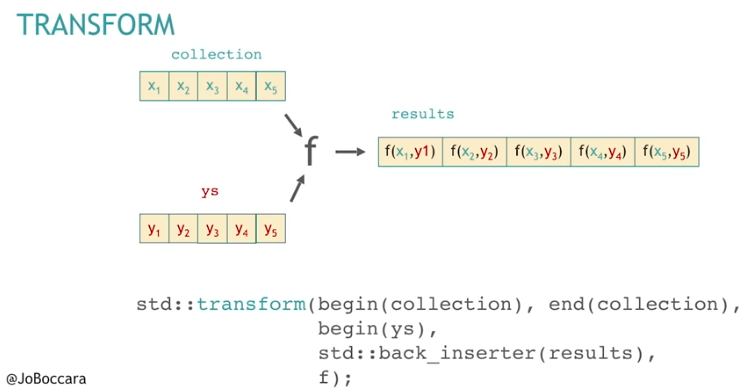 TRANSFORM
collection
x₁ x₂ x₃ x₄ x₅
results
f
f(x₁,y1) f(x₂,y₂) f(x₃,y₃) f(x₄,y₄) f(x₅,y₅)
ys
y₁ y₂ y₃ y₄ y₅
std::transform(begin(collection), end(collection),
begin(ys),
std::back_inserter(results),
f);
@JoBoccara